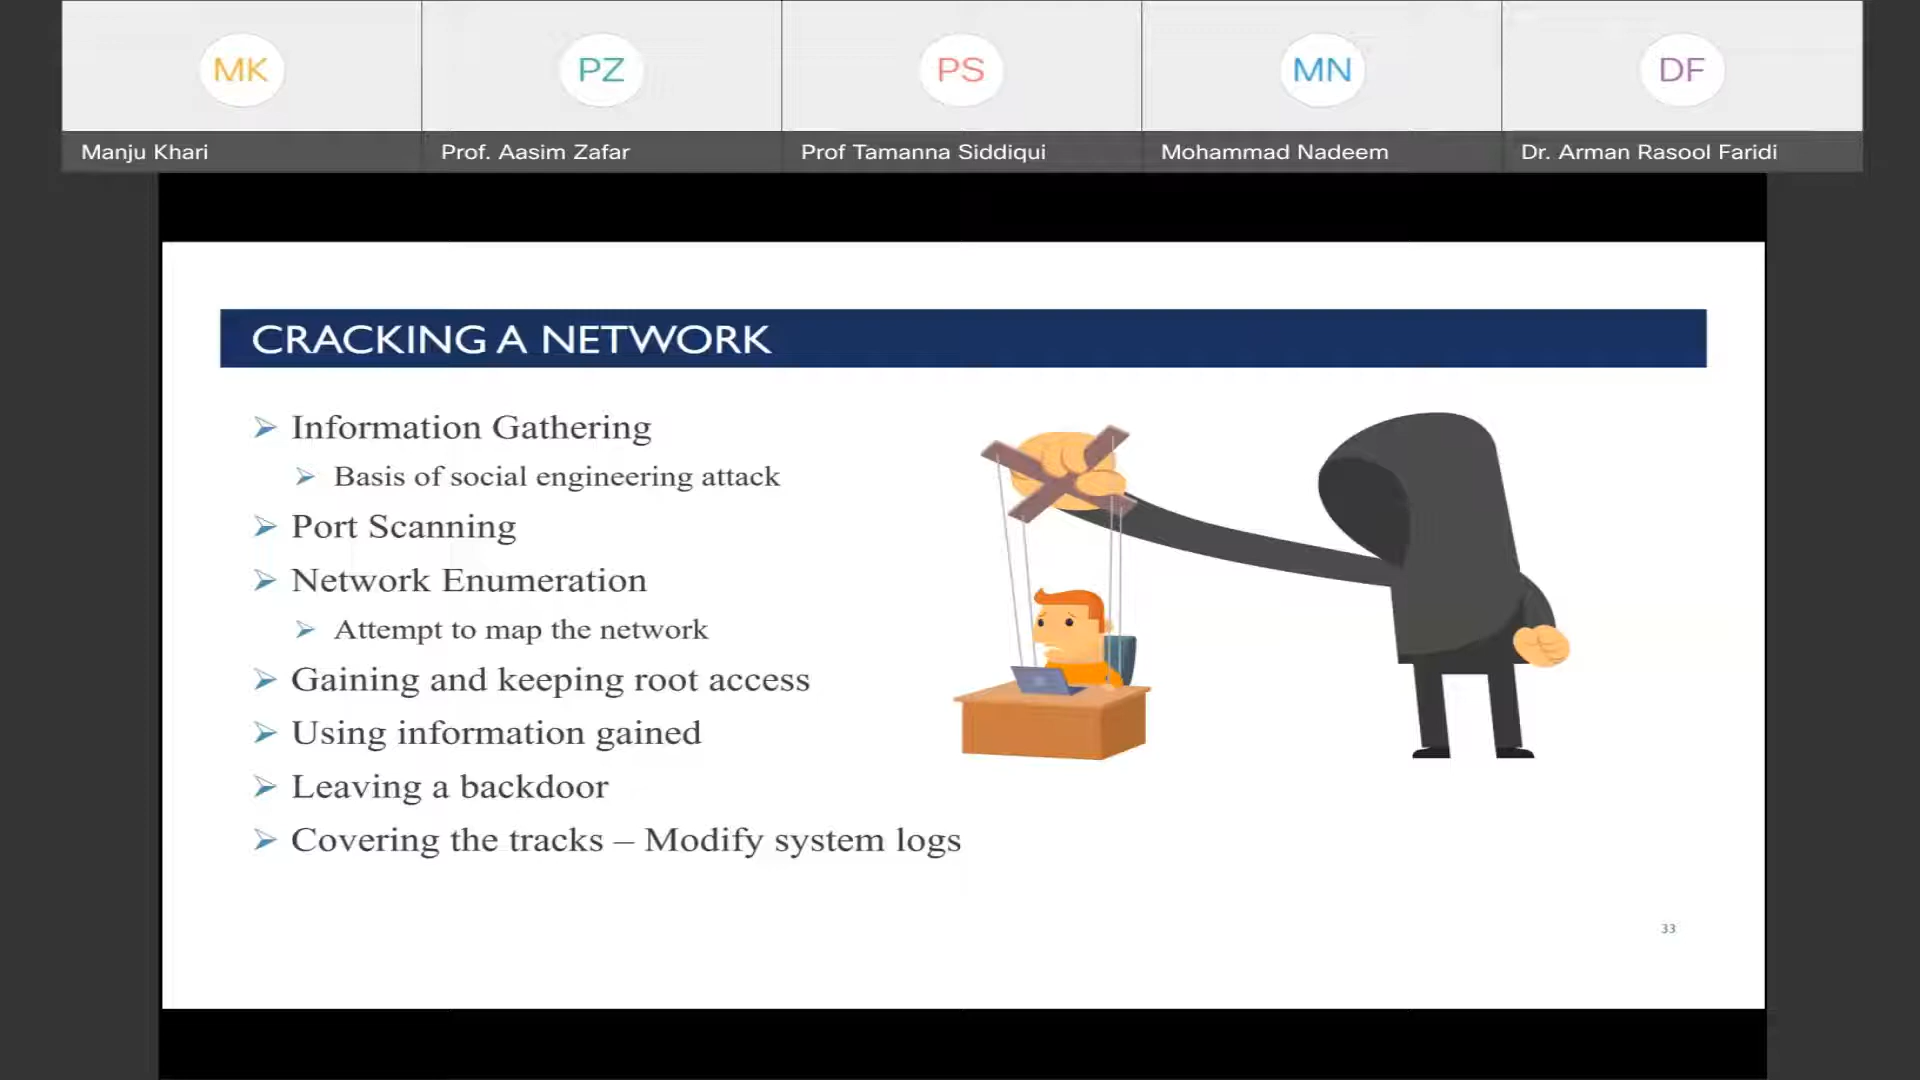 MK
PZ
PS
MN
DF
Manju Khari
Prof. Aasim Zafar
Prof Tamanna Siddiqui
Mohammad Nadeem
Dr. Arman Rasool Faridi
CRACKING A NETWORK
Information Gathering
Basis of social engineering attack
Port Scanning
Network Enumeration
Attempt to map the network
Gaining and keeping root access
Using information gained
Leaving a backdoor
Covering the tracks – Modify system logs
33